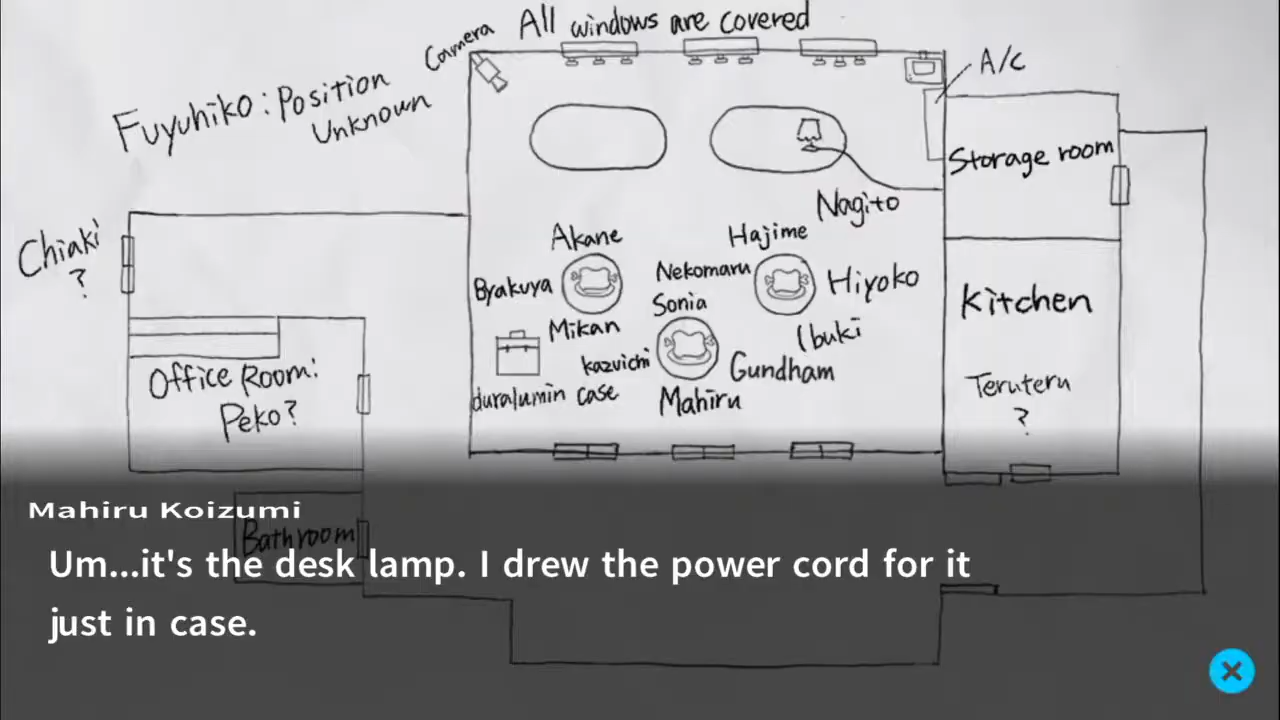 All windows are covered
Camera
A/C
Fuyuhiko: Position
Unknown
Storage room
Nagito
Chiaki
?
Akane
Hajime
Byakuya
Nekomaru
Hiyoko
Sonia
Kitchen
Mikan
Ibuki
kazuichi
Gundham
Office Room:
Peko?
duralumin case
Mahiru
Teruteru
?
Mahiru Koizumi
Bathroom
Um...it's the desk lamp. I drew the power cord for it
just in case.